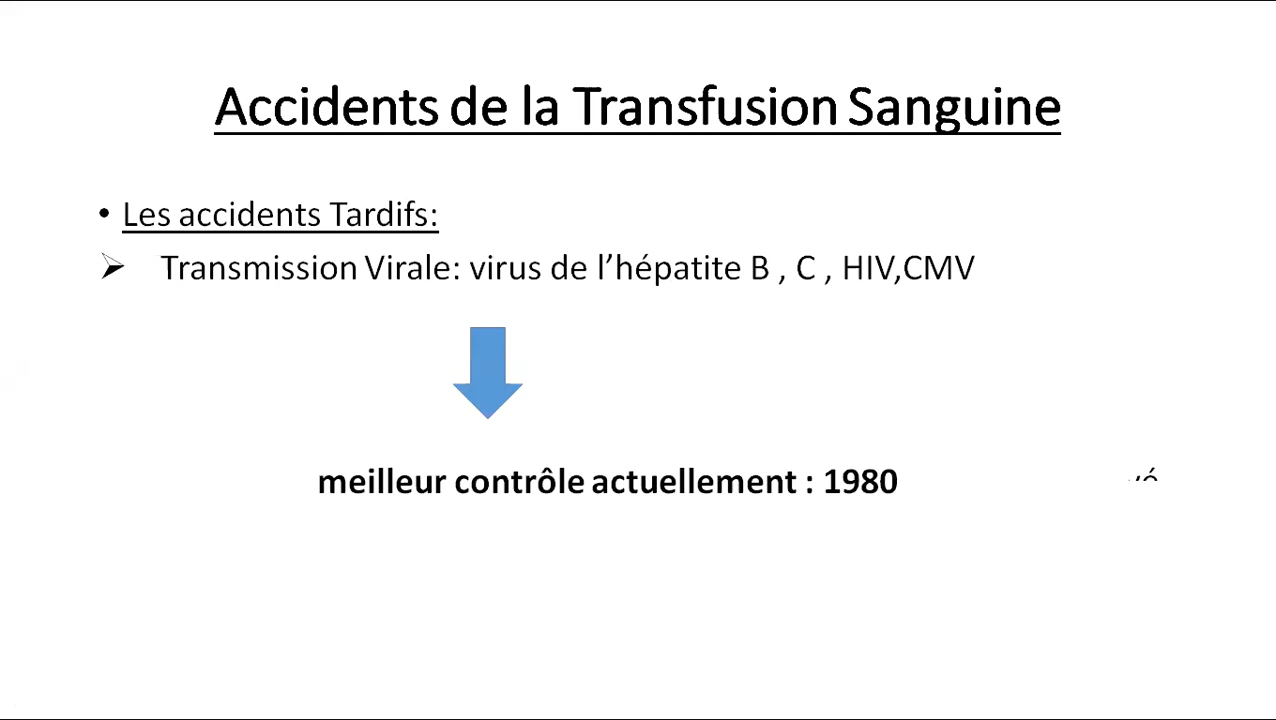 Accidents de la Transfusion Sanguine
• Les accidents Tardifs:
➢ Transmission Virale: virus de l’hépatite B , C , HIV,CMV
meilleur contrôle actuellement : 1980